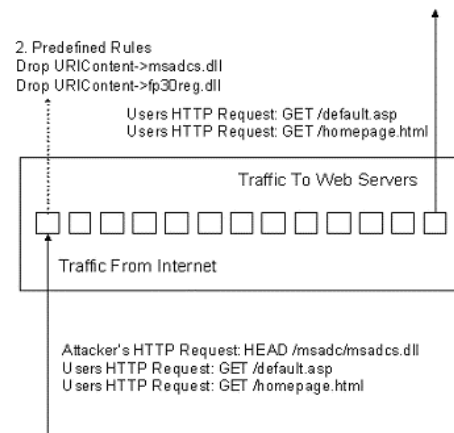 2. Predefined Rules
Drop URIContent->msadcs.dll
Drop URIContent->fp30reg.dll
Users HTTP Request: GET /default.asp
Users HTTP Request: GET /homepage.html
Traffic To Web Servers
Traffic From Internet
Attacker's HTTP Request: HEAD /msadc/msadcs.dll
Users HTTP Request: GET /default.asp
Users HTTP Request: GET /homepage.html